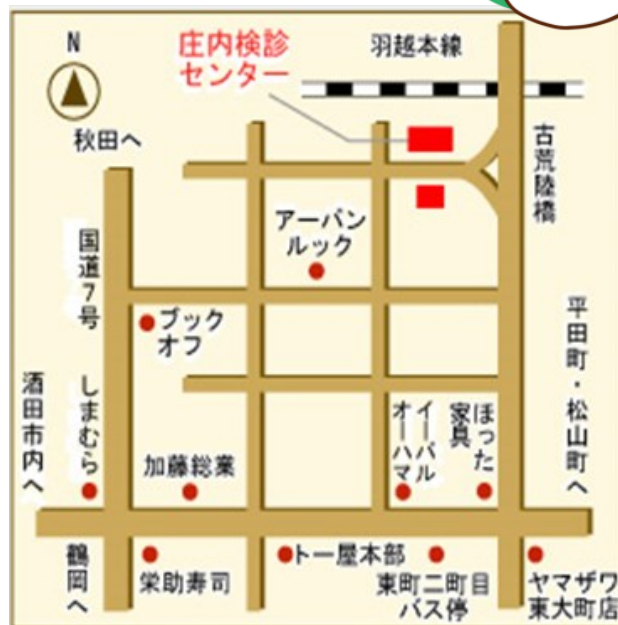 N
庄内検診
センター
羽越本線
秋田へ
古荒陸橋
アーバン
ルック
国道7号
ブック
オフ
平田町・松山町へ
酒田市内へ
しまむら
加藤総業
イーバル
オーハマ
ほった
家具
鶴岡へ
栄助寿司
トー屋本部
東町二町目
バス停
ヤマザワ
東大町店